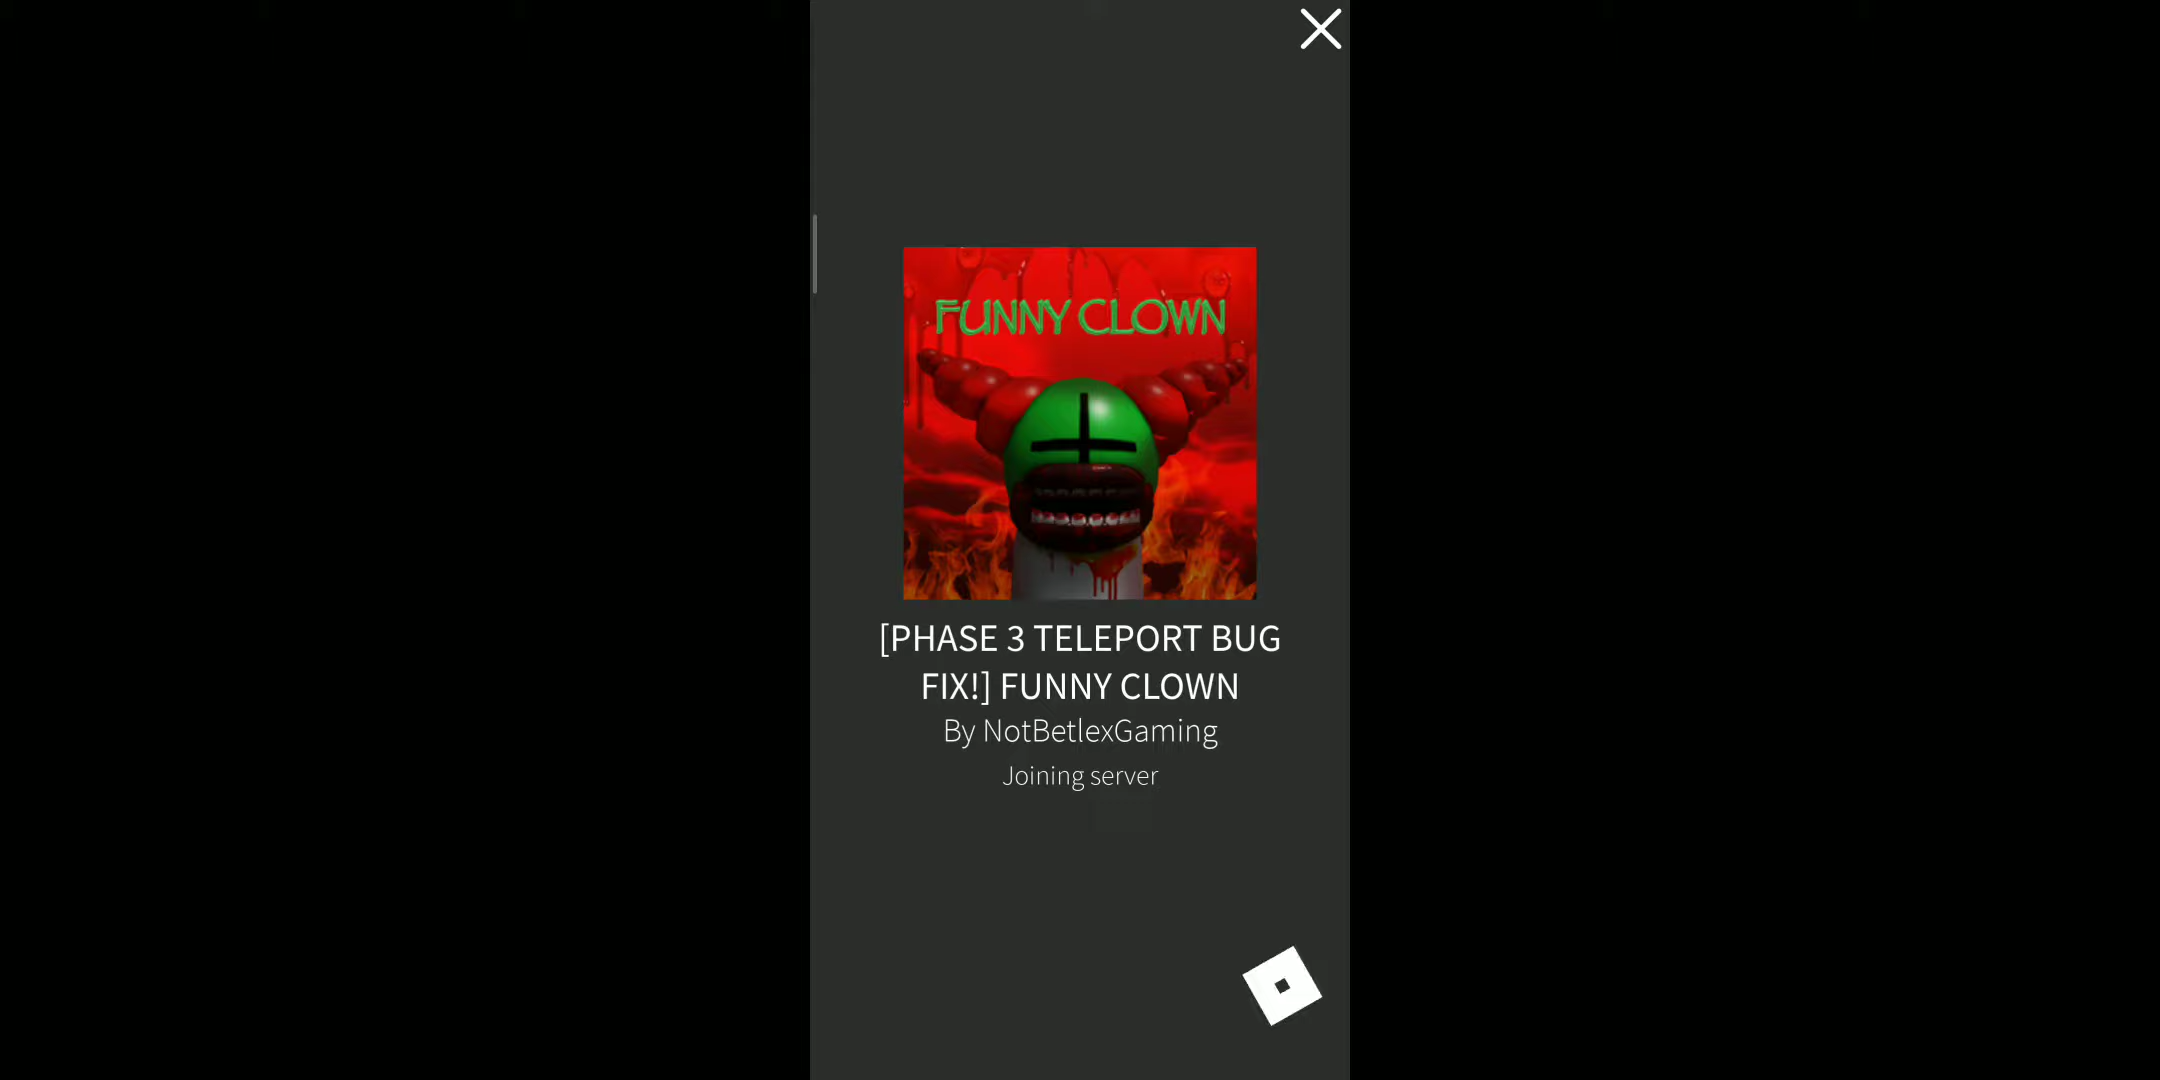 FUNNY CLOWN
[PHASE 3 TELEPORT BUG
FIX!] FUNNY CLOWN
By NotBetlexGaming
Joining server